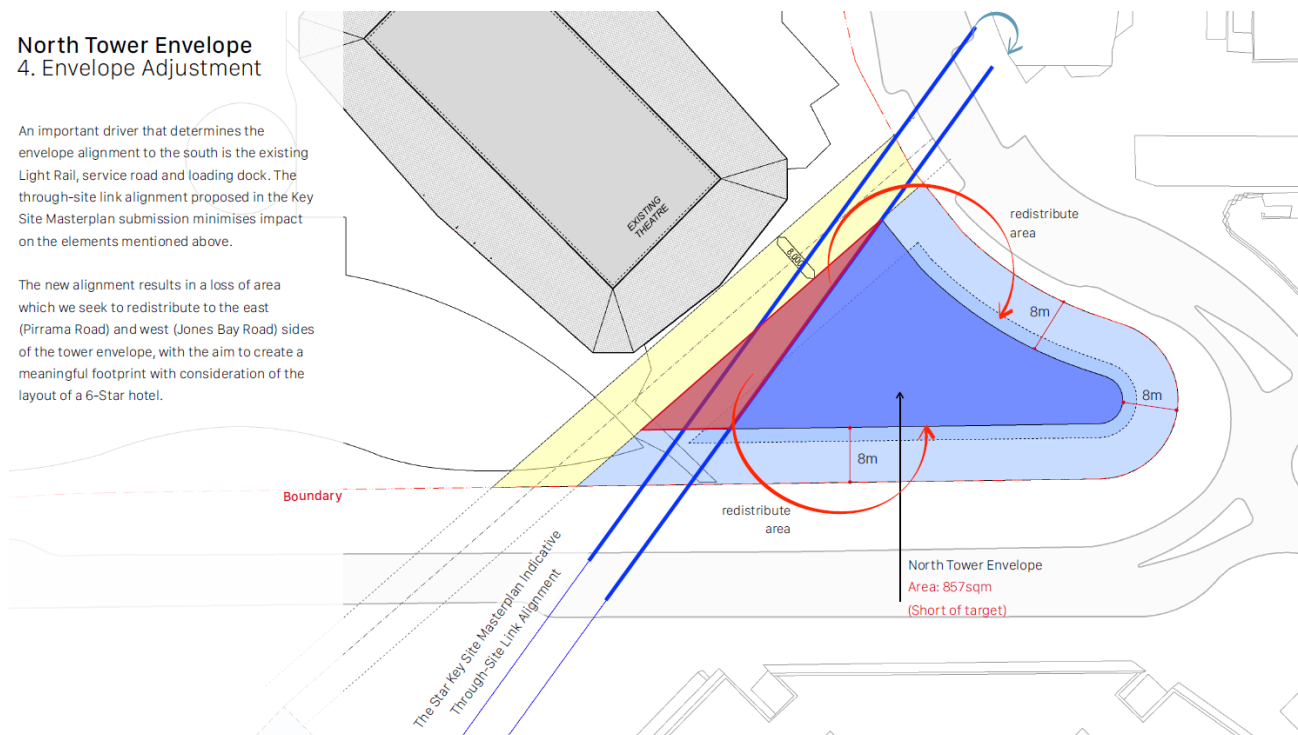 North Tower Envelope
4. Envelope Adjustment
An important driver that determines the
envelope alignment to the south is the existing
Light Rail, service road and loading dock. The
through-site link alignment proposed in the Key
Site Masterplan submission minimises impact
on the elements mentioned above.
The new alignment results in a loss of area
which we seek to redistribute to the east
(Pirrama Road) and west (Jones Bay Road) sides
of the tower envelope, with the aim to create a
meaningful footprint with consideration of the
layout of a 6-Star hotel.
EXISTING
THEATRE
8.000
redistribute
area
8m
8m
8m
Boundary
redistribute
area
North Tower Envelope
Area: 857sqm
(Short of target)
The Star Key Site Masterplan Indicative
Through-Site Link Alignment